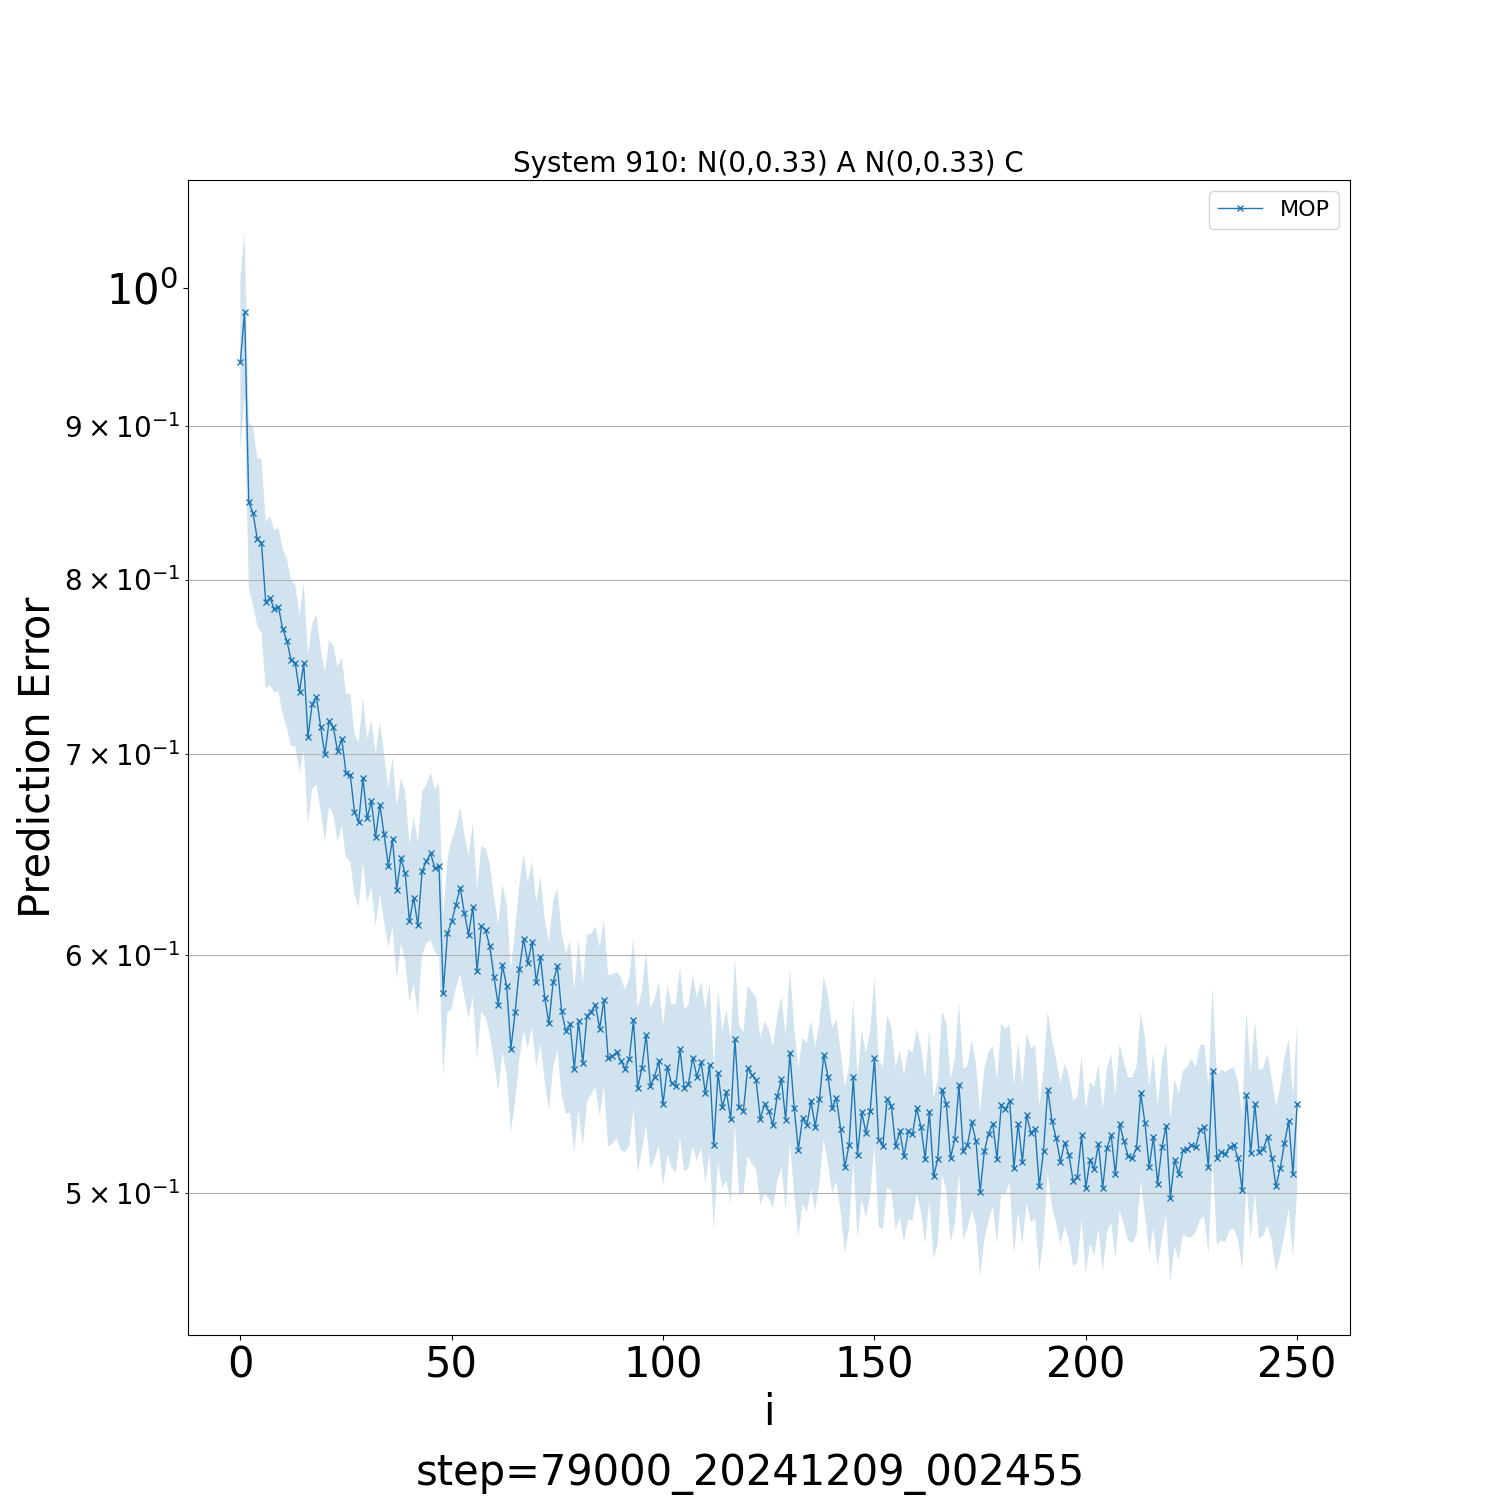 System 910: N(0,0.33) A N(0,0.33) C
MOP
10⁰
9 × 10⁻¹
8 × 10⁻¹
7 × 10⁻¹
6 × 10⁻¹
5 × 10⁻¹
Prediction Error
0 50 100 150 200 250
i
step=79000_20241209_002455